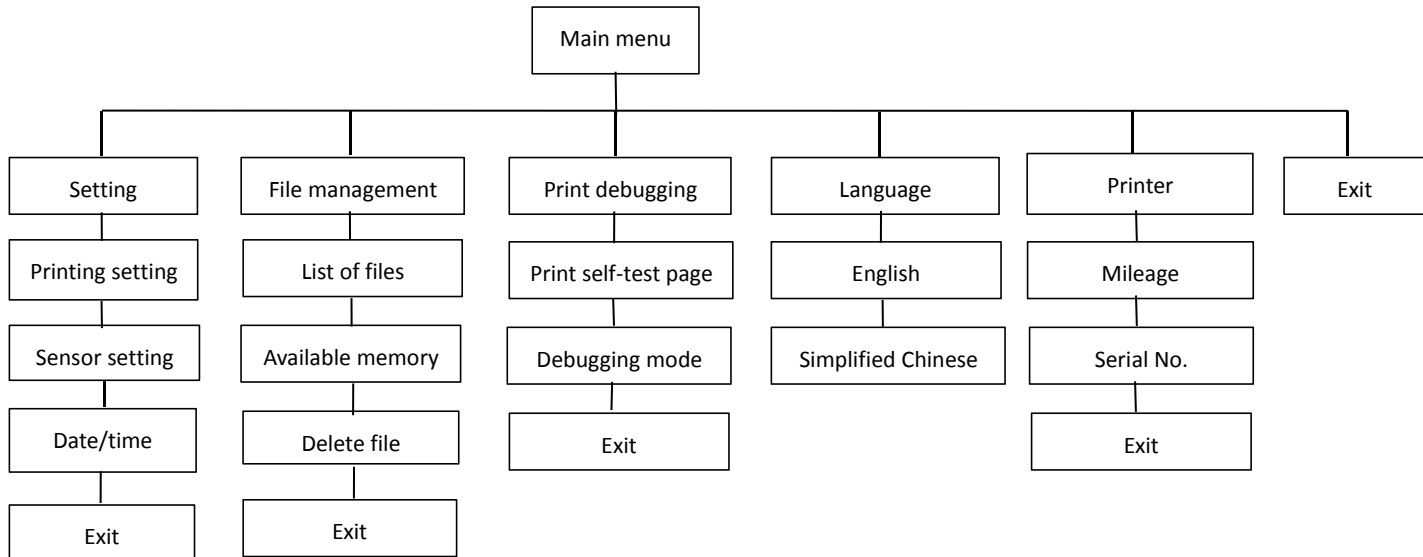 Main menu
Setting
File management
Print debugging
Language
Printer
Exit
Printing setting
List of files
Print self-test page
English
Mileage
Sensor setting
Available memory
Debugging mode
Simplified Chinese
Serial No.
Date/time
Delete file
Exit
Exit
Exit
Exit